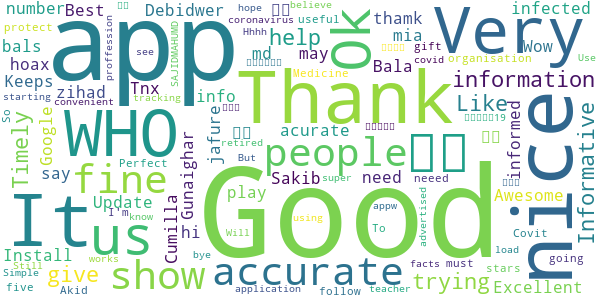 number
Best
Debidwer
hope
coronavirus
useful
believe
infected
protect
bals
thamk
mia
gift
organisation
Hhhh
see
SAJIDMAHUMD
proffession
app
ok
Very
hoax
help
md
may
Wow
covid
Medicine
Use
Keeps
zihad
Tnx
Bala
starting
convenient
tracking
info
information
Thank
Like
So
Google
WHO
jafure
acurate
people
informed
Timely
say
Perfect
retired
Gunaighar
But
super
need
neeed
Informative
nice
fine
Sakib
play
Awesome
It
us
Update
I'm
know
Cumilla
hi
Will
using
appw
To
advertised
Covit
going
Good
Install
give
show
accurate
trying
load
Simple
Still
works
bye
facts
must
stars
Excellent
five
Akid
application
follow
teacher
19